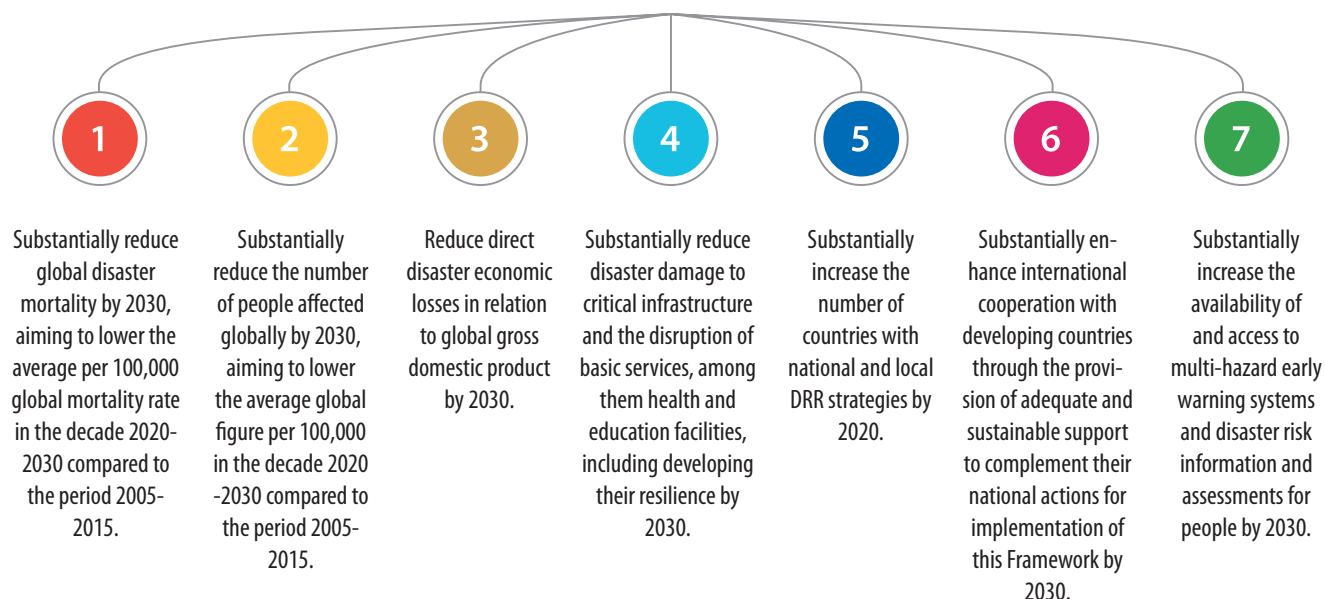 1
Substantially reduce
global disaster
mortality by 2030,
aiming to lower the
average per 100,000
global mortality rate
in the decade 2020-
2030 compared to
the period 2005-
2015.
2
Substantially
reduce the number
of people affected
globally by 2030,
aiming to lower
the average global
figure per 100,000
in the decade 2020
-2030 compared to
the period 2005-
2015.
3
Reduce direct
disaster economic
losses in relation
to global gross
domestic product
by 2030.
4
Substantially reduce
disaster damage to
critical infrastructure
and the disruption of
basic services, among
them health and
education facilities,
including developing
their resilience by
2030.
5
Substantially
increase the
number of
countries with
national and local
DRR strategies by
2020.
6
Substantially en-
hance international
cooperation with
developing countries
through the provi-
sion of adequate and
sustainable support
to complement their
national actions for
implementation of
this Framework by
2030.
7
Substantially
increase the
availability of
and access to
multi-hazard early
warning systems
and disaster risk
information and
assessments for
people by 2030.